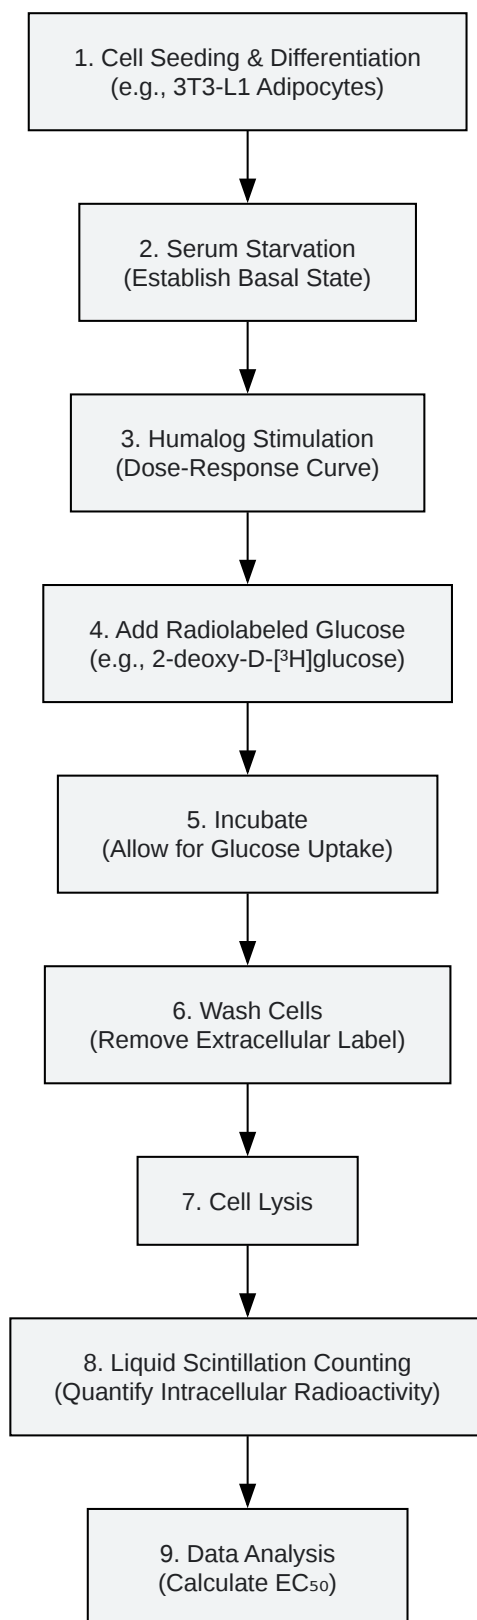 1. Cell Seeding & Differentiation
(e.g., 3T3-L1 Adipocytes)
2. Serum Starvation
(Establish Basal State)
3. Humalog Stimulation
(Dose-Response Curve)
4. Add Radiolabeled Glucose
(e.g., 2-deoxy-D-[³H]glucose)
5. Incubate
(Allow for Glucose Uptake)
6. Wash Cells
(Remove Extracellular Label)
7. Cell Lysis
8. Liquid Scintillation Counting
(Quantify Intracellular Radioactivity)
9. Data Analysis
(Calculate EC₅₀)